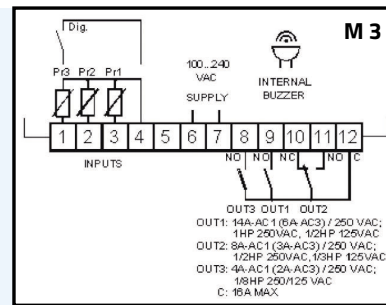 M 3
Dig.
Pr3 Pr2 Pr1
100...240
VAC
SUPPLY
INTERNAL
BUZZER
1 2 3 4 5 6 7 8 9 10 11 12
INPUTS
NO NO NC NO C
OUT3 OUT1 OUT2
OUT1: 14A-AC1 (6A-AC3) / 250 VAC;
1HP 250VAC, 1/2HP 125VAC
OUT2: 8A-AC1 (3A-AC3) / 250 VAC;
1/2HP 250VAC, 1/3HP 125VAC
OUT3: 4A-AC1 (2A-AC3) / 250 VAC;
1/8HP 250/125 VAC
C: 16A MAX